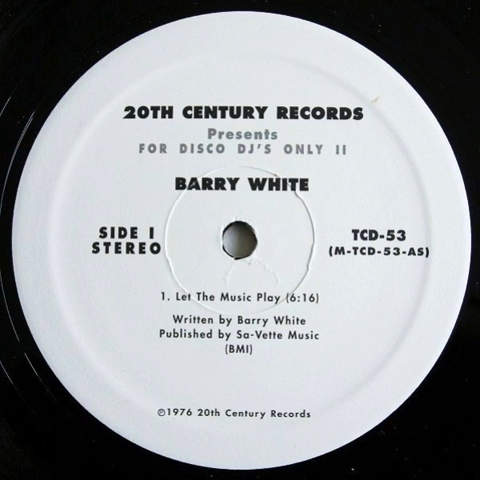 20TH CENTURY RECORDS
Presents
FOR DISCO DJ'S ONLY II
BARRY WHITE
SIDE I
STEREO
TCD-53
(M-TCD-53-AS)
1. Let The Music Play (6:16)
Written by Barry White
Published by Sa-Vette Music
(BMI)
℗1976 20th Century Records